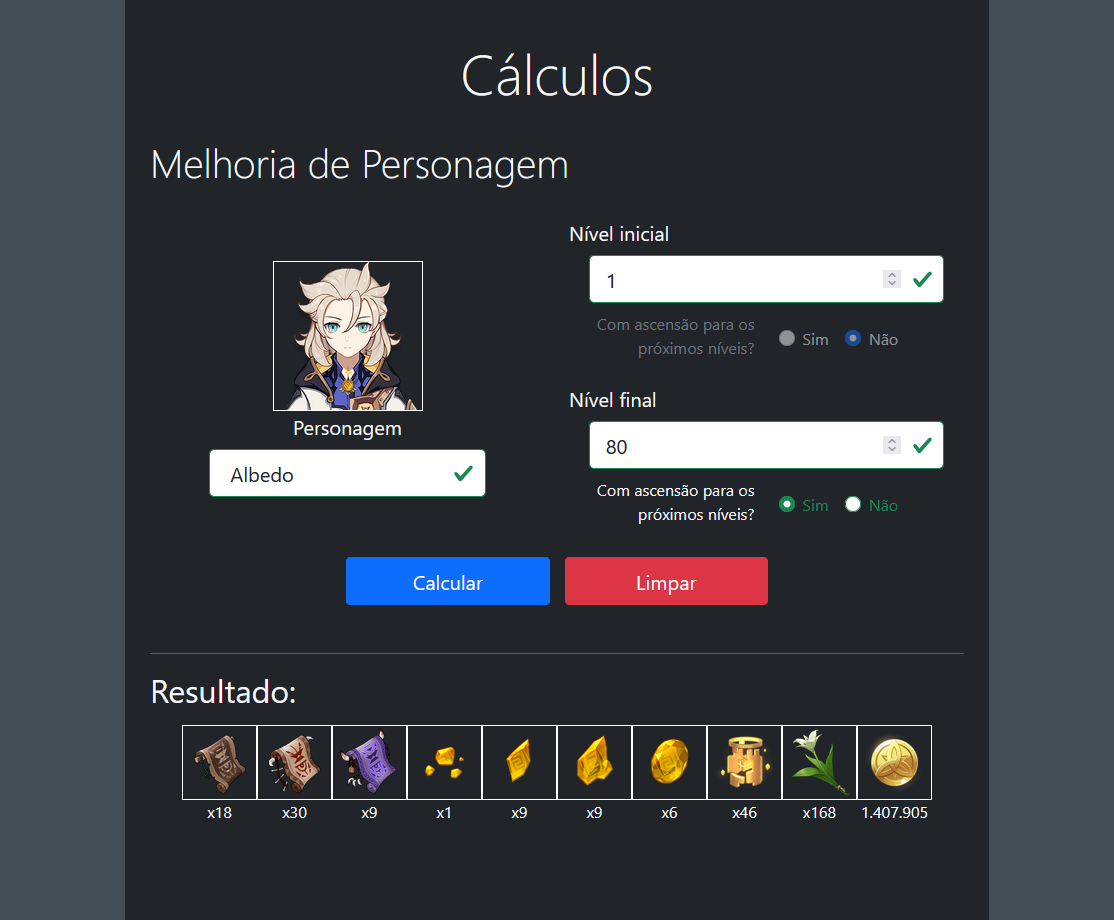 Cálculos
Melhoria de Personagem
Nível inicial
1
Com ascensão para os
próximos níveis?
Sim
Não
Personagem
Albedo
Nível final
80
Com ascensão para os
próximos níveis?
Sim
Não
Calcular
Limpar
Resultado:
x18
x30
x9
x1
x9
x9
x6
x46
x168
1.407.905